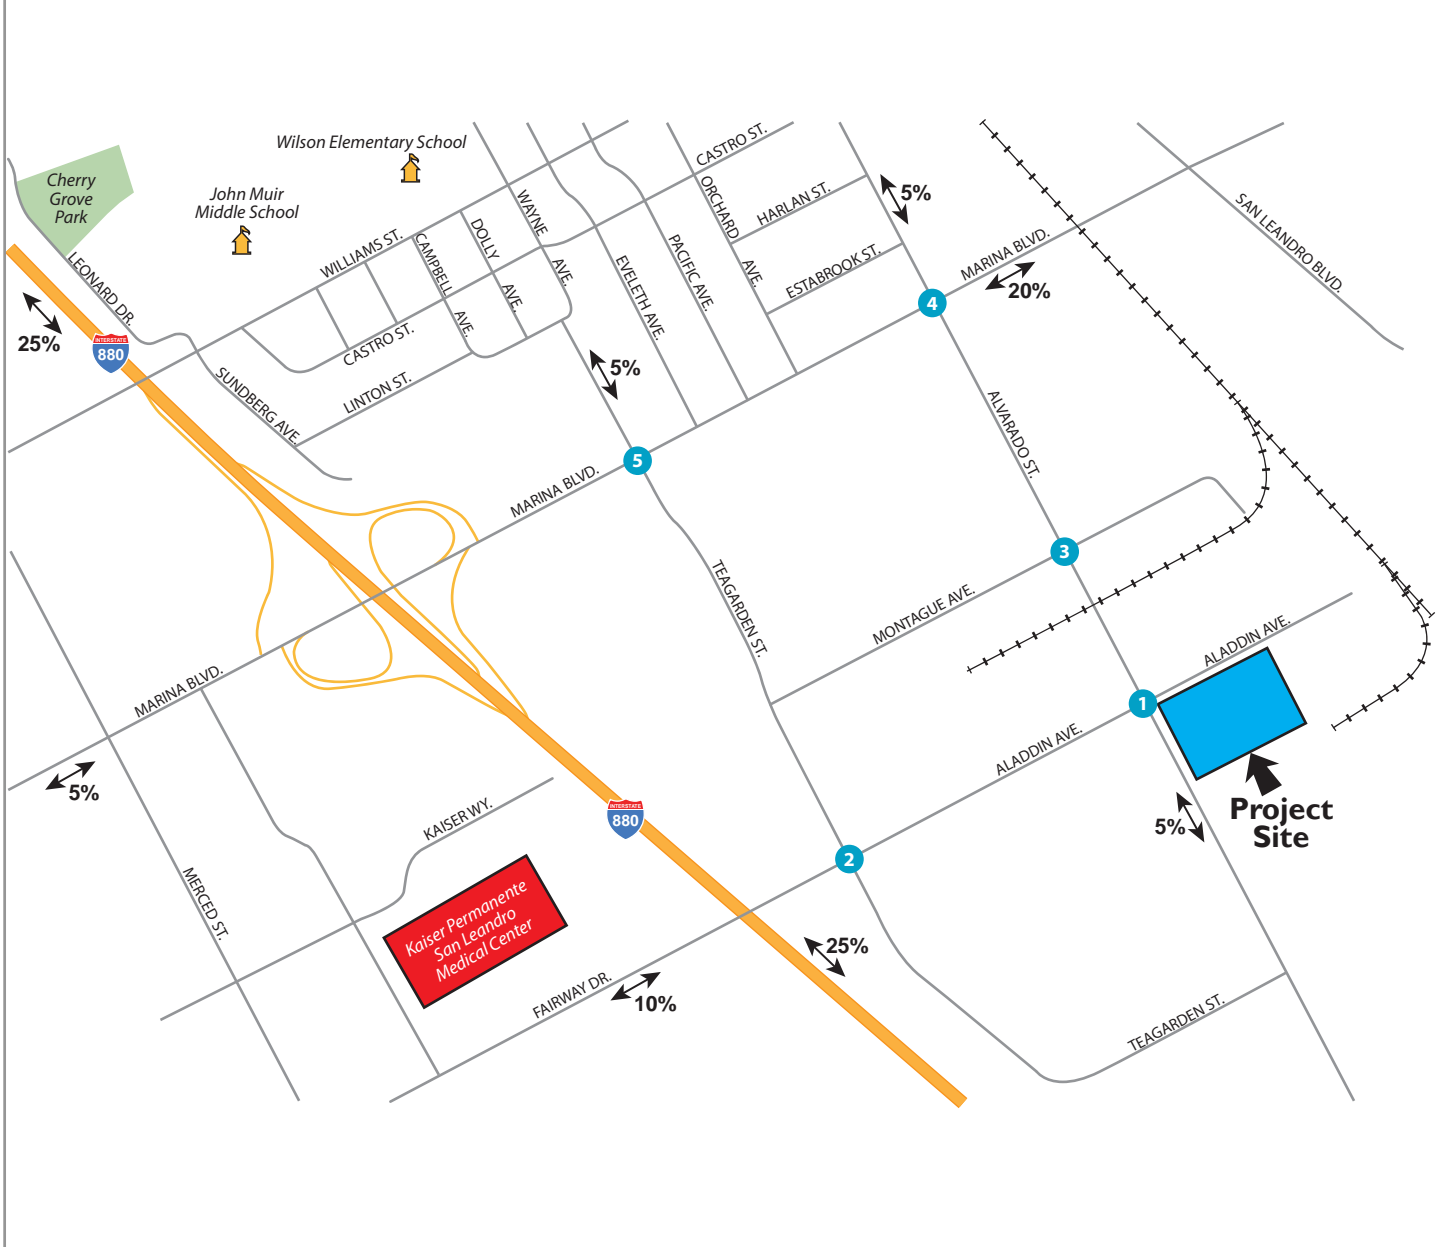 Wilson Elementary School
John Muir
Middle School
Cherry
Grove
Park
CASTRO ST.
ORCHARD
AVE.
HARLAN ST.
5%
ESTABROOK ST.
MARINA BLVD.
20%
SAN LEANDRO BLVD.
WAYNE
AVE.
DOLLY
AVE.
CAMPBELL
AVE.
WILLIAMS ST.
EVELETH AVE.
PACIFIC AVE.
LEONARD DR.
25%
INTERSTATE
880
CASTRO ST.
LINTON ST.
SUNDBERG AVE.
5%
4
5
MARINA BLVD.
ALVARADO ST.
3
TEAGARDEN ST.
MONTAGUE AVE.
ALADDIN AVE.
1
ALADDIN AVE.
MARINA BLVD.
5%
Project
Site
5%
KAISER WY.
INTERSTATE
880
2
MERCED ST.
Kaiser Permanente
San Leandro
Medical Center
25%
FAIRWAY DR.
10%
TEAGARDEN ST.